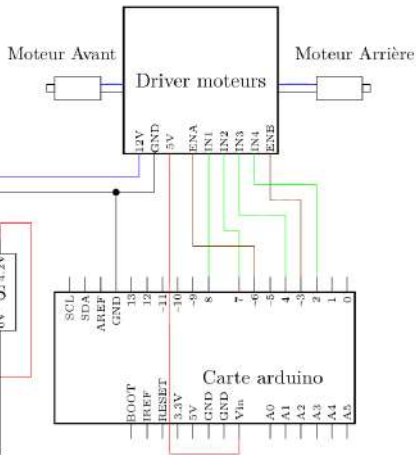 Moteur Avant
Moteur Arrière
Driver moteurs
12V
GND
5V
ENA
IN1
IN2
IN3
IN4
ENB
4.2V
SCL
SDA
AREF
GND
13
12
~11
~10
~9
8
7
~6
~5
4
~3
2
1
0
Carte arduino
BOOT
IREF
RESET
3.3V
5V
GND
GND
Vin
A0
A1
A2
A3
A4
A5